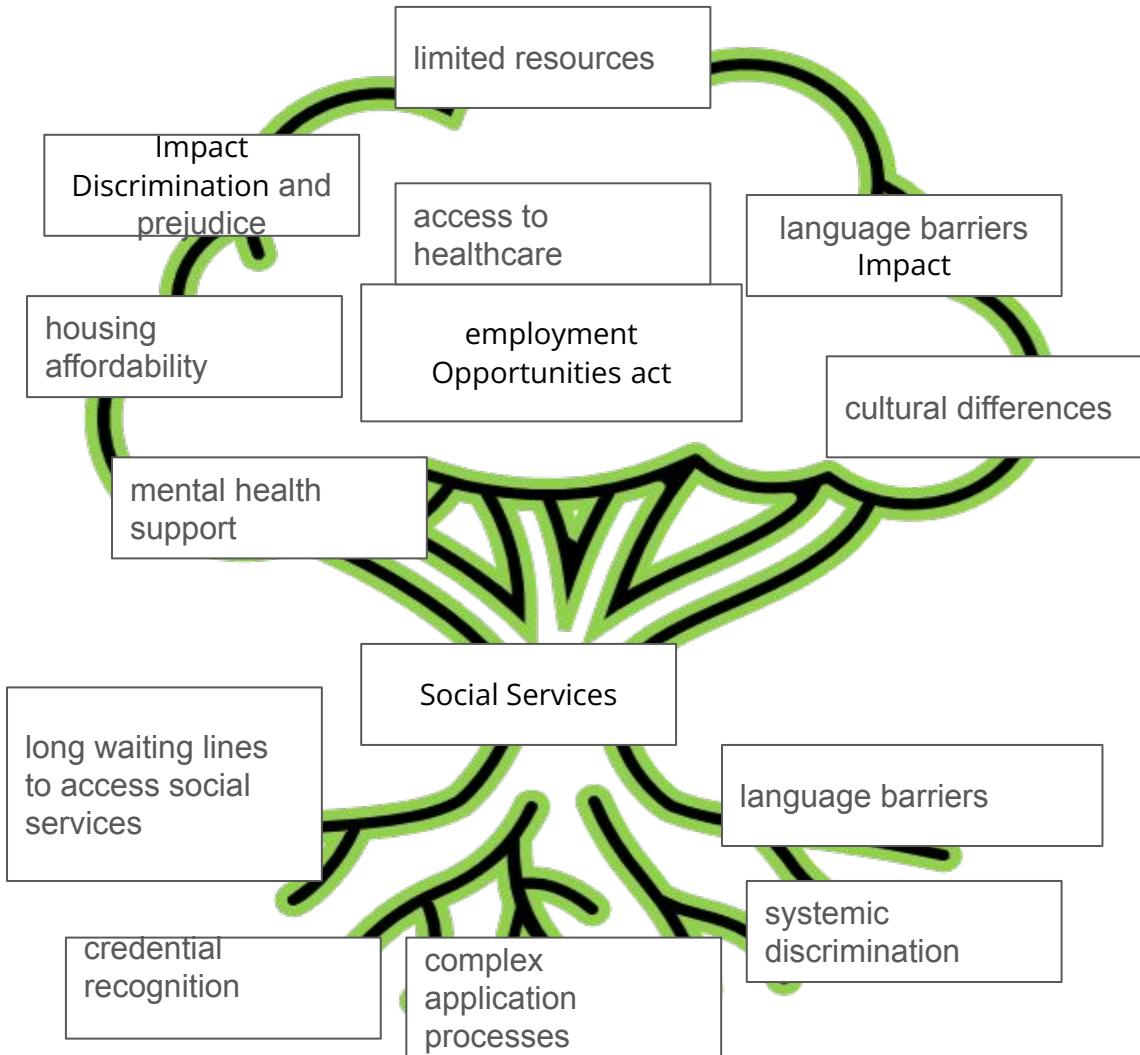 limited resources
Impact
Discrimination and
prejudice
access to
healthcare
language barriers
Impact
housing
affordability
employment
Opportunities act
cultural differences
mental health
support
Social Services
long waiting lines
to access social
services
language barriers
systemic
discrimination
credential
recognition
complex
application
processes